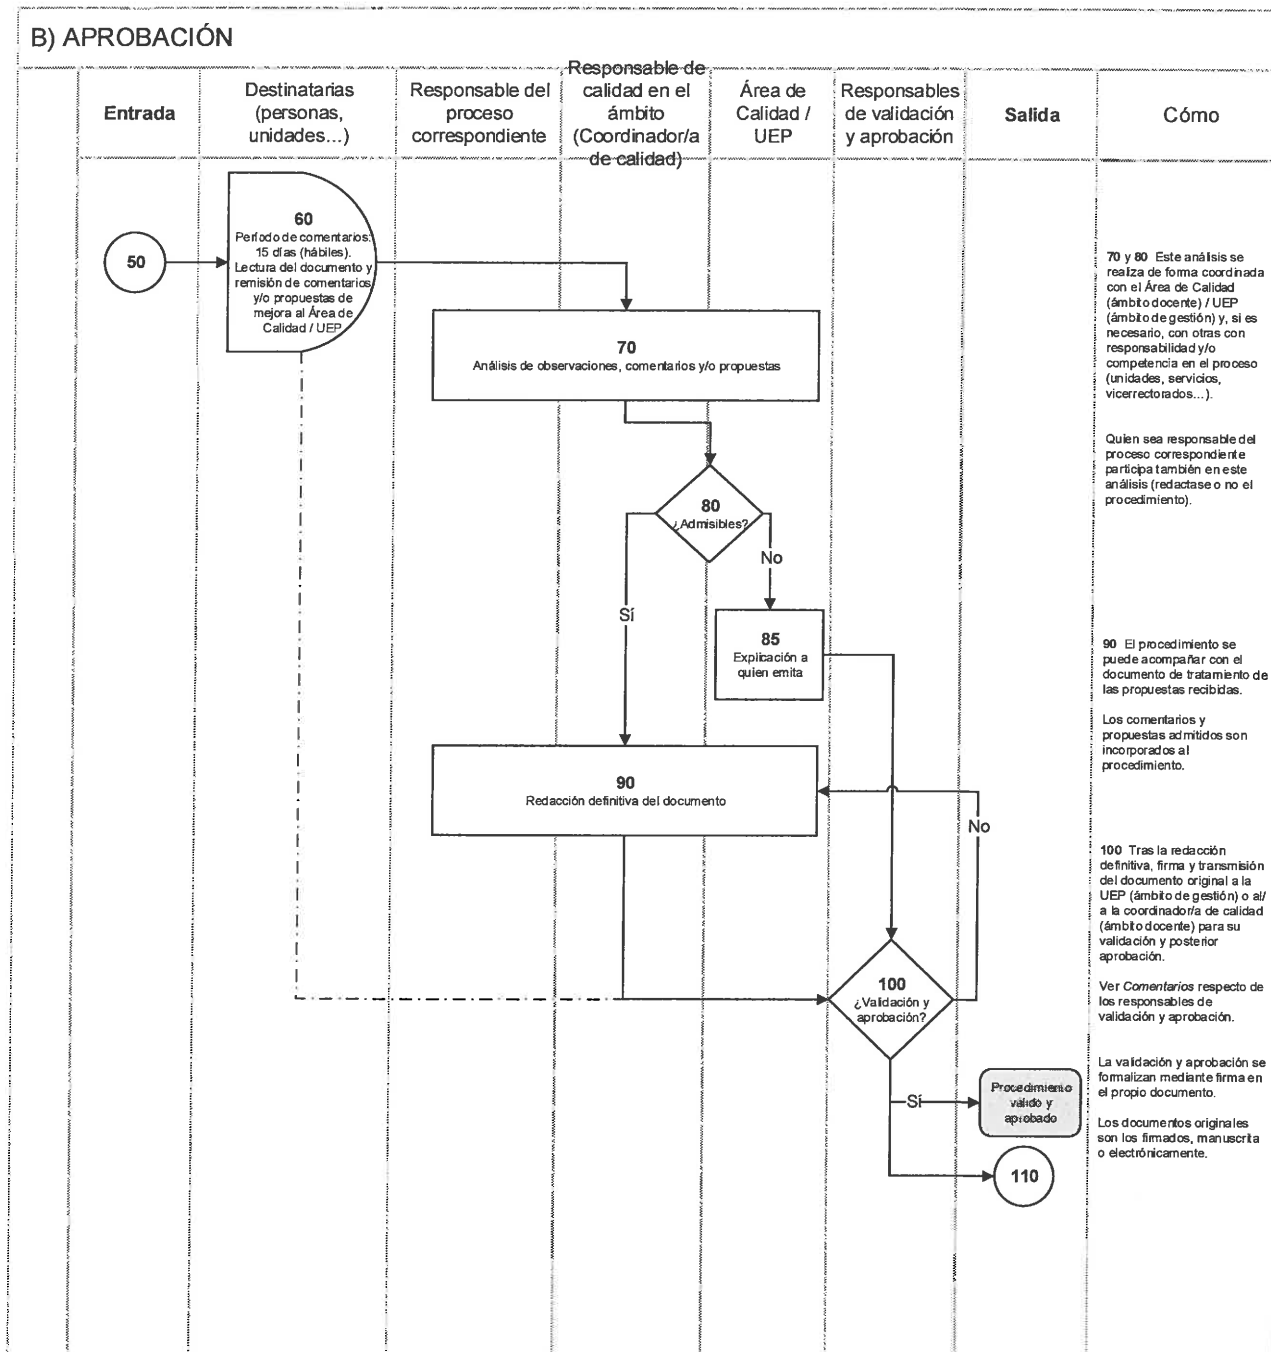 B) APROBACIÓN
Entrada
Destinatarias
(personas,
unidades...)
Responsable del
proceso
correspondiente
Responsable de
calidad en el
ámbito
(Coordinador/a
de calidad)
Área de
Calidad /
UEP
Responsables
de validación
y aprobación
Salida
Cómo
50
60
Período de comentarios:
15 días (hábiles).
Lectura del documento y
remisión de comentarios
y/o propuestas de
mejora al Área de
Calidad / UEP
70
Análisis de observaciones, comentarios y/o propuestas
80
¿Admisibles?
No
Sí
85
Explicación a
quien emita
90
Redacción definitiva del documento
No
100
¿Validación y
aprobación?
Sí
Procedimiento
válido y
aprobado
110
70 y 80 Este análisis se
realiza de forma coordinada
con el Área de Calidad
(ámbito docente) / UEP
(ámbito de gestión) y, si es
necesario, con otras con
responsabilidad y/o
competencia en el proceso
(unidades, servicios,
vicerrectorados...).
Quien sea responsable del
proceso correspondiente
participa también en este
análisis (redactase o no el
procedimiento).
90 El procedimiento se
puede acompañar con el
documento de tratamiento de
las propuestas recibidas.
Los comentarios y
propuestas admitidos son
incorporados al
procedimiento.
100 Tras la redacción
definitiva, firma y transmisión
del documento original a la
UEP (ámbito de gestión) o al/
a la coordinador/a de calidad
(ámbito docente) para su
validación y posterior
aprobación.
Ver Comentarios respecto de
los responsables de
validación y aprobación.
La validación y aprobación se
formalizan mediante firma en
el propio documento.
Los documentos originales
son los firmados, manuscrita
o electrónicamente.